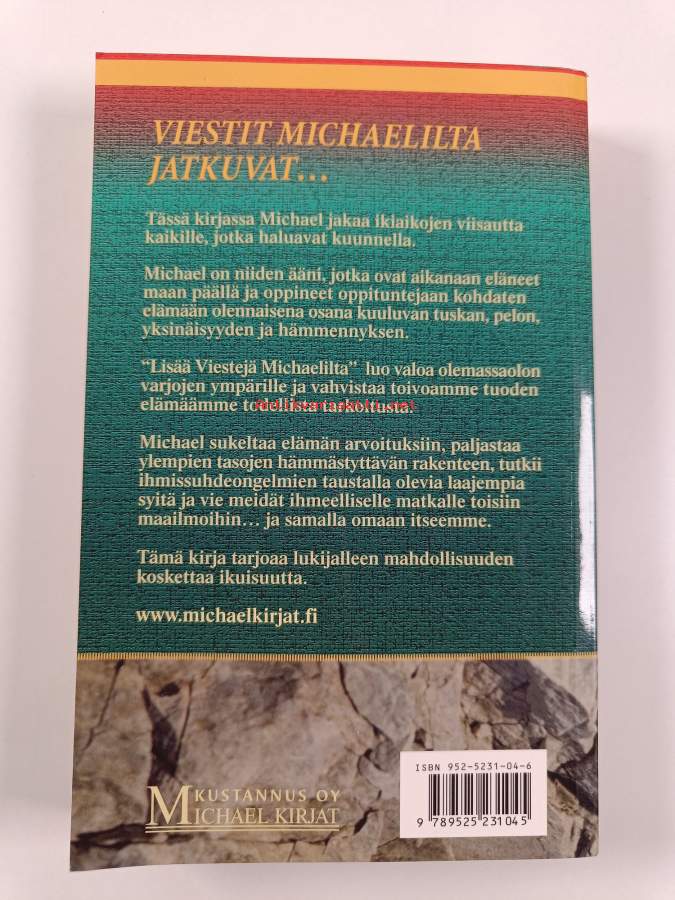 VIESTIT MICHAELILTA
JATKUVAT...
Tässä kirjassa Michael jakaa ikiaikojen viisautta
kaikille, jotka haluavat kuunnella.
Michael on niiden ääni, jotka ovat aikanaan eläneet
maan päällä ja oppineet oppituntejaan kohdaten
elämään olennaisena osana kuuluvan tuskan, pelon,
yksinäisyyden ja hämmennyksen.
“Lisää Viestejä Michaelilta” luo valoa olemassaolon
varjojen ympärille ja vahvistaa toivoamme tuoden
elämäämme todellista tarkoitusta.
Michael sukeltaa elämän arvoituksiin, paljastaa
ylempien tasojen hämmästyttävän rakenteen, tutkii
ihmissuhdeongelmien taustalla olevia laajempia
syitä ja vie meidät ihmeelliselle matkalle toisiin
maailmoihin... ja samalla omaan itseemme.
Tämä kirja tarjoaa lukijalleen mahdollisuuden
koskettaa ikuisuutta.
www.michaelkirjat.fi
KUSTANNUS OY
MICHAEL KIRJAT
ISBN 952-5231-04-6
9 789525 231045